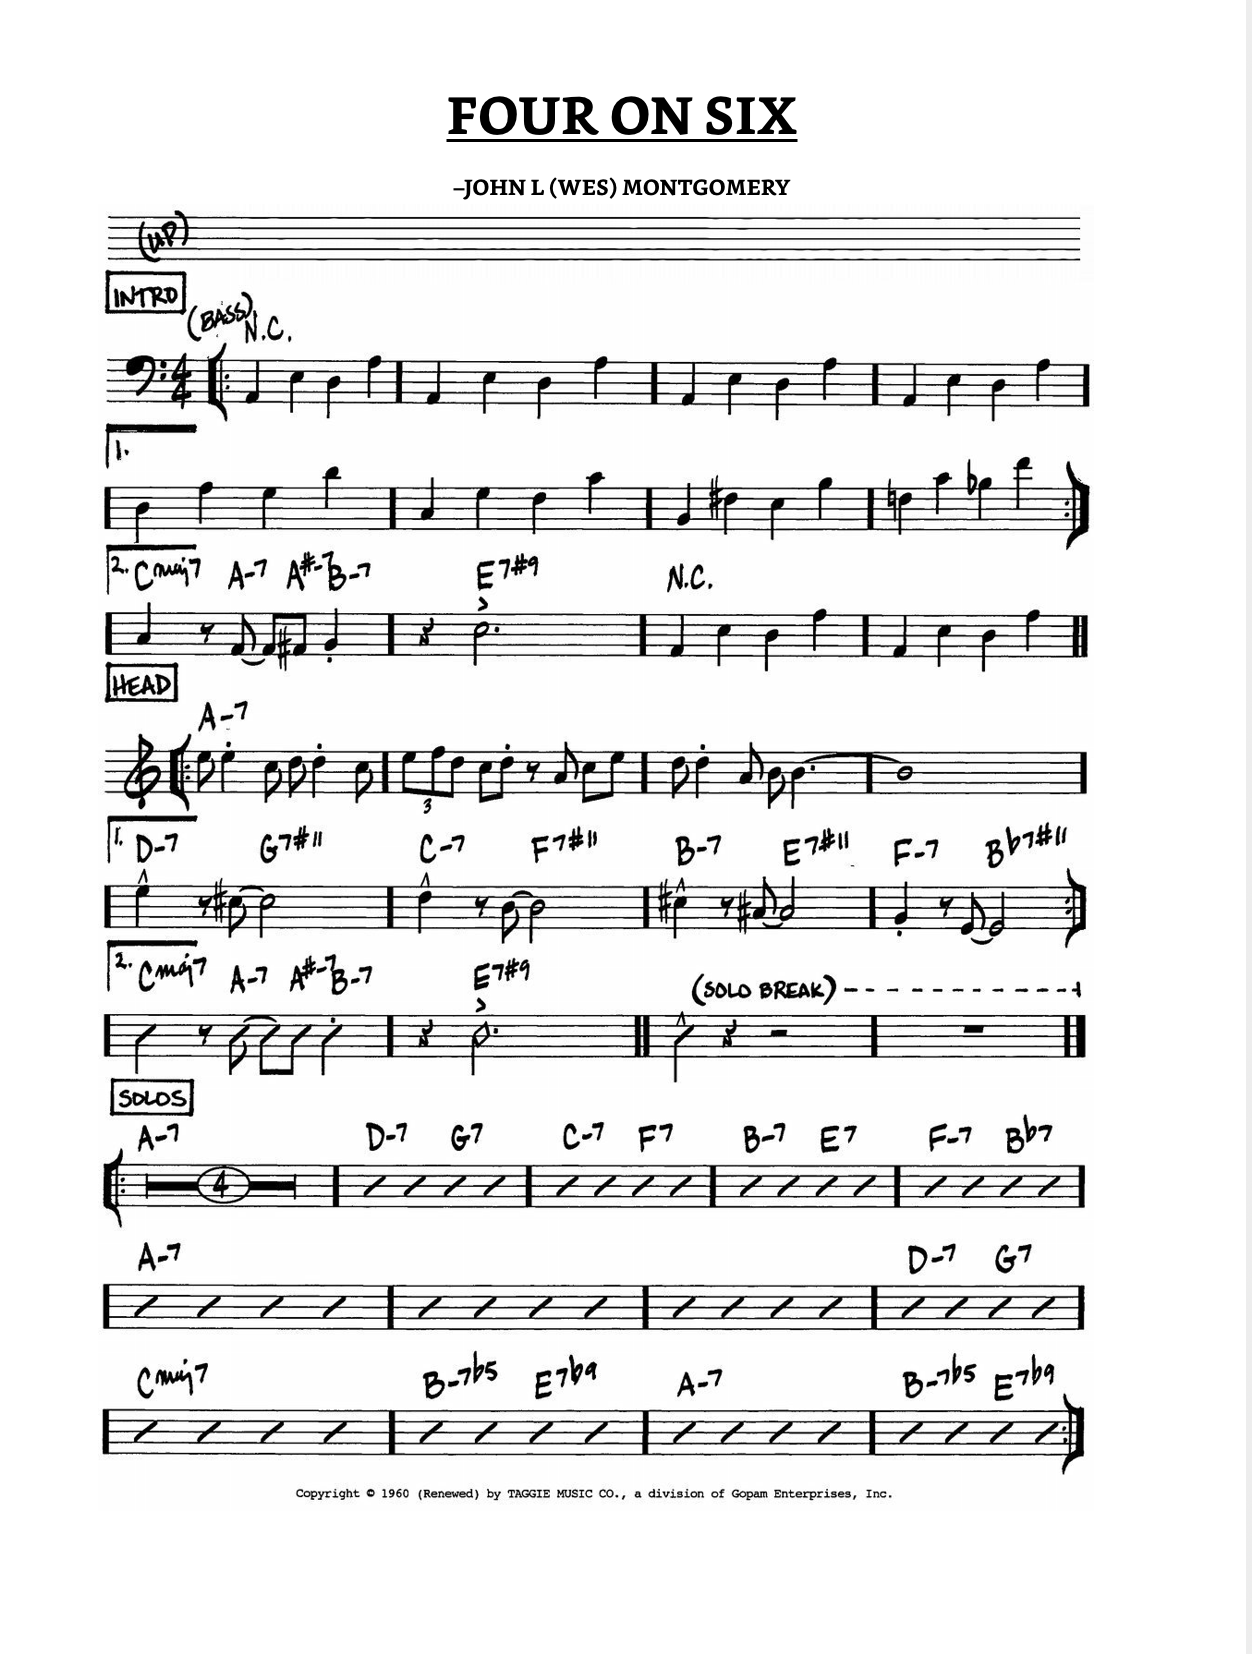 FOUR ON SIX
–JOHN L (WES) MONTGOMERY
(UP)
INTRO
(BASS)
N.C.
4
4
1.
2. Cmaj7 A-7 A#-7 B-7 E7#9 N.C.
HEAD
A-7
3
1. D-7 G7#11 C-7 F7#11 B-7 E7#11 F-7 Bb7#11
2. Cmaj7 A-7 A#-7 B-7 E7#9 (SOLO BREAK)
SOLOS
A-7 D-7 G7 C-7 F7 B-7 E7 F-7 Bb7
4
A-7 D-7 G7
Cmaj7 B-7b5 E7b9 A-7 B-7b5 E7b9
Copyright © 1960 (Renewed) by TAGGIE MUSIC CO., a division of Gopam Enterprises, Inc.